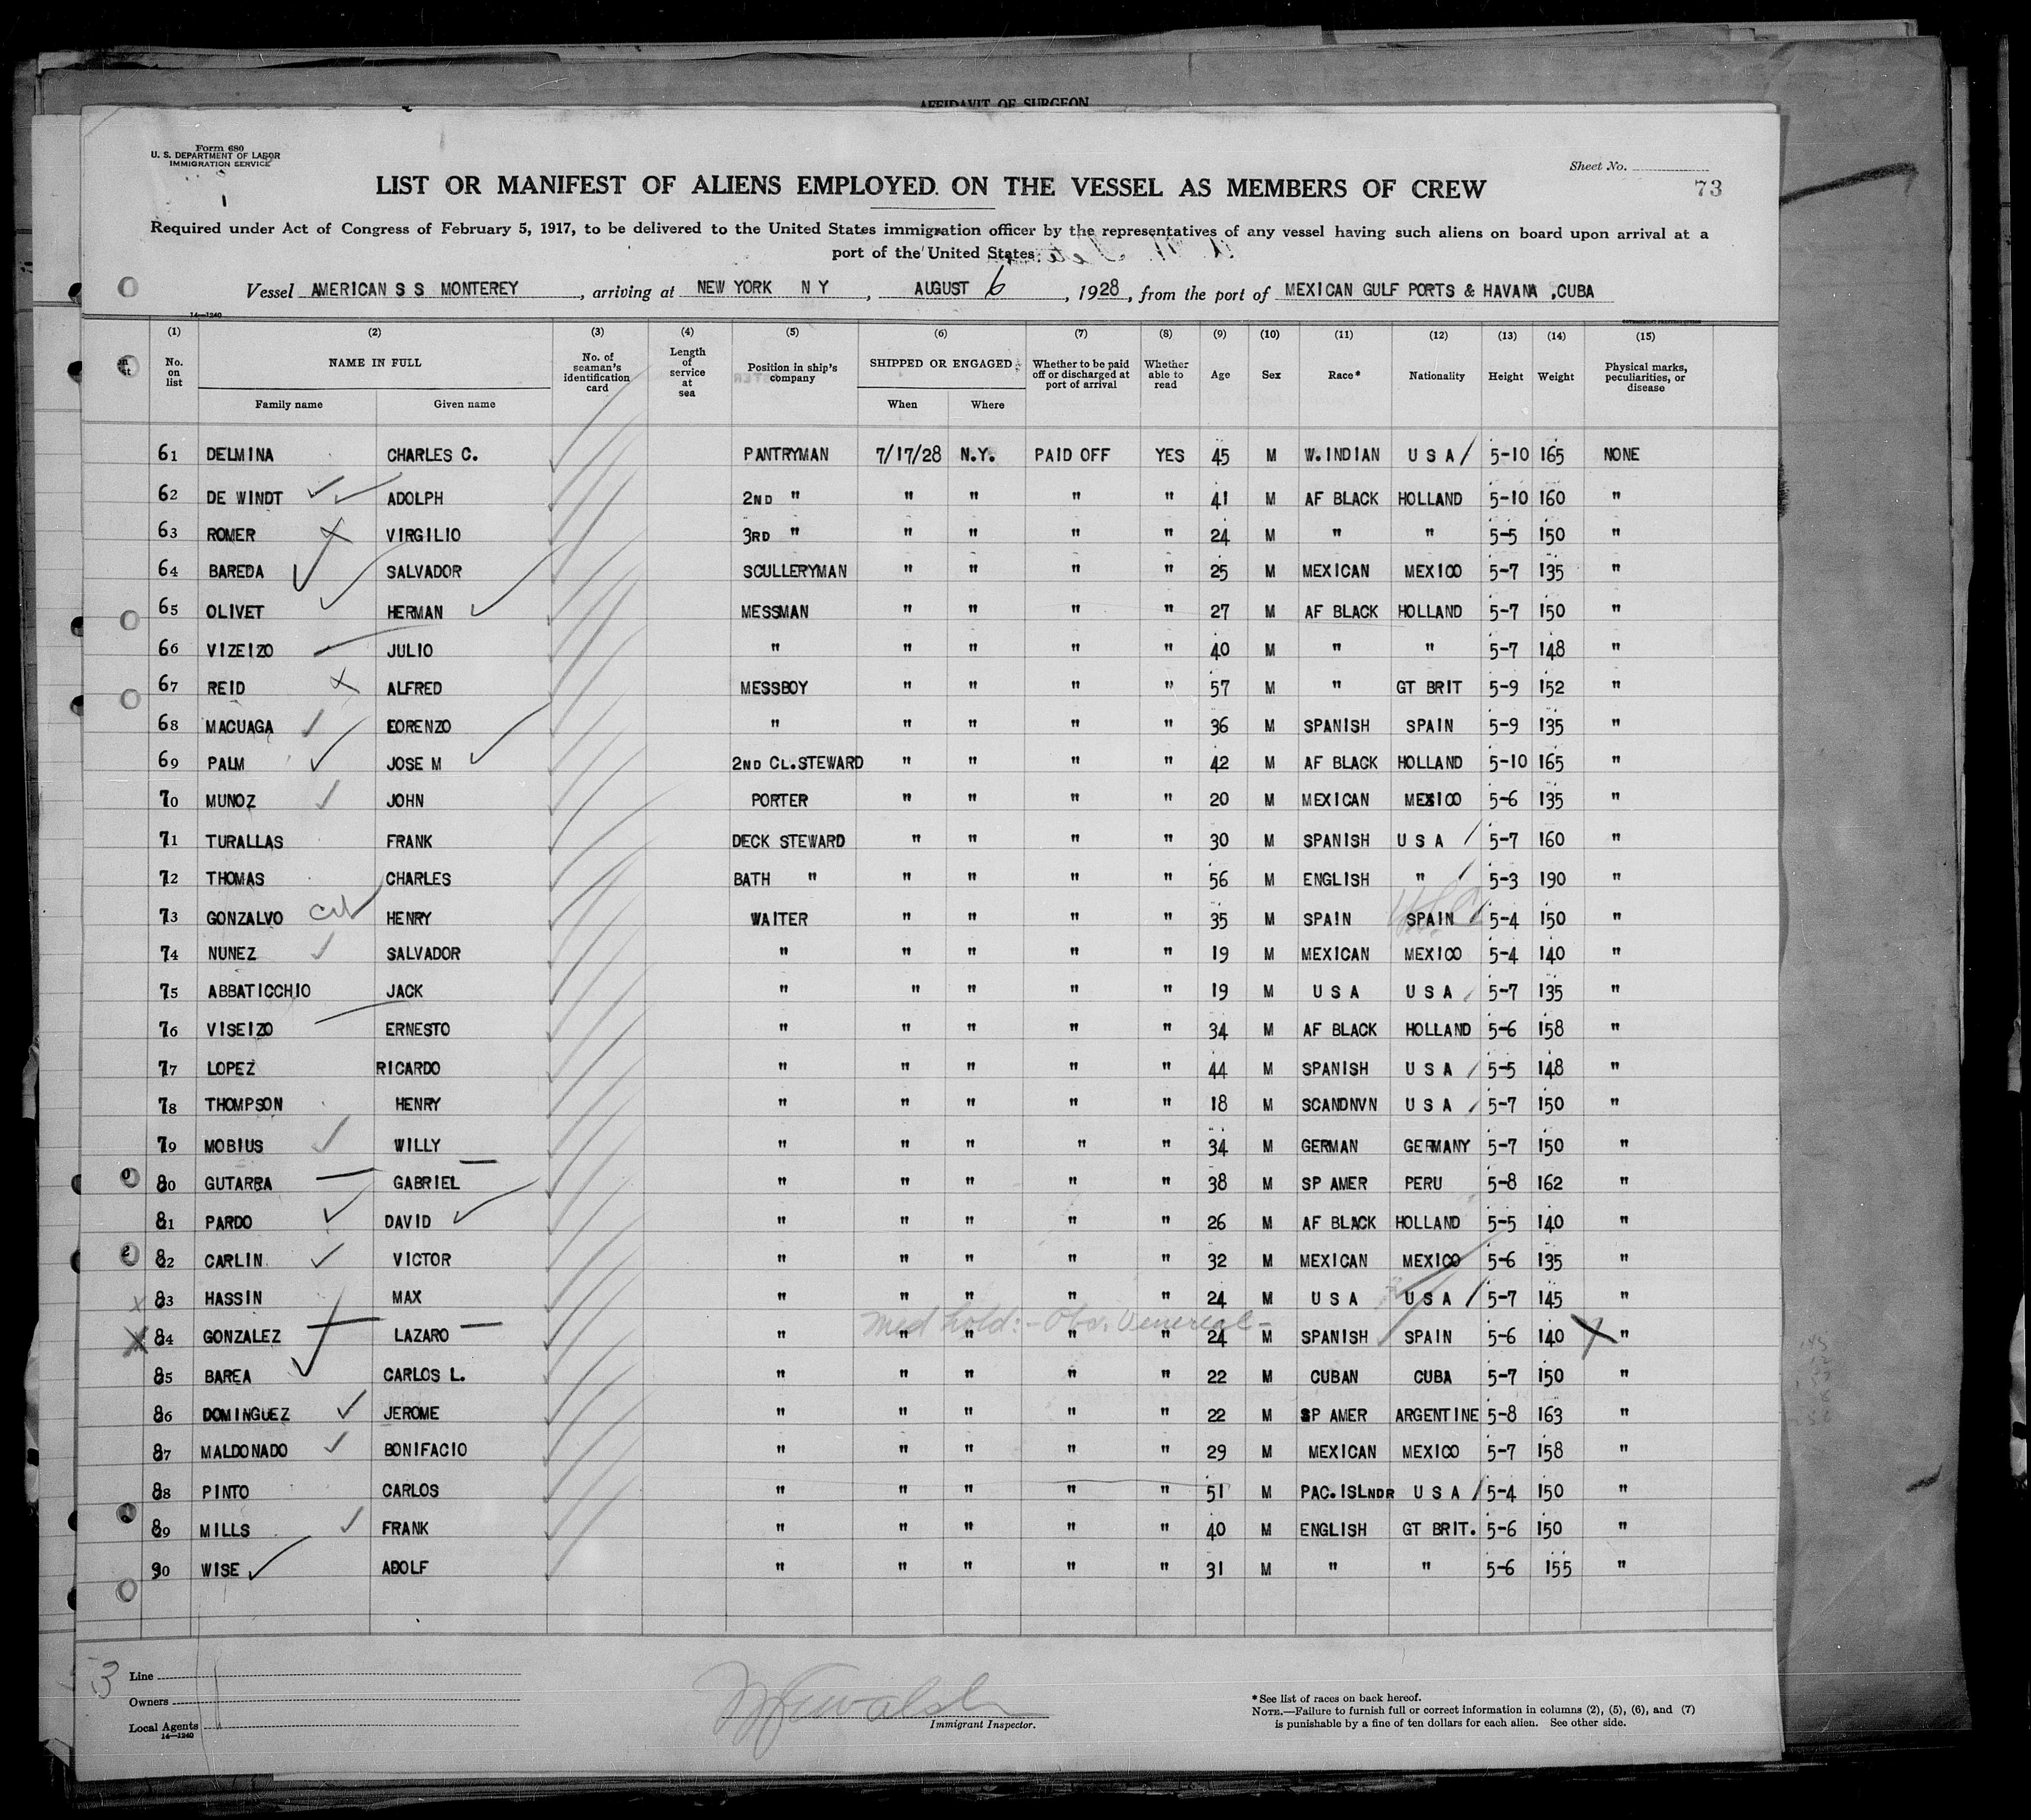 AFFIDAVIT OF SURGEON
Form 680
U. S. DEPARTMENT OF LABOR
IMMIGRATION SERVICE
Sheet No.
73
LIST OR MANIFEST OF ALIENS EMPLOYED ON THE VESSEL AS MEMBERS OF CREW
Required under Act of Congress of February 5, 1917, to be delivered to the United States immigration officer by the representatives of any vessel having such aliens on board upon arrival at a
port of the United States
Vessel AMERICAN S S MONTEREY, arriving at NEW YORK N Y, AUGUST 6, 1928, from the port of MEXICAN GULF PORTS & HAVANA ,CUBA
14—1240
(1) (2) (3) (4) (5) (6) (7) (8) (9) (10) (11) (12) (13) (14) (15)
No. on list NAME IN FULL Family name Given name No. of seaman's identification card Length of service at sea Position in ship's company SHIPPED OR ENGAGED When Where Whether to be paid off or discharged at port of arrival Whether able to read Age Sex Race* Nationality Height Weight Physical marks, peculiarities, or disease
61 DELMINA CHARLES C. PANTRYMAN 7/17/28 N.Y. PAID OFF YES 45 M W.INDIAN U S A 5-10 165 NONE
62 DE WINDT ADOLPH 2ND " " " " " 41 M AF BLACK HOLLAND 5-10 160 "
63 ROMER VIRGILIO 3RD " " " " " 24 M " " 5-5 150 "
64 BAREDA SALVADOR SCULLERYMAN " " " " 25 M MEXICAN MEXICO 5-7 135 "
65 OLIVET HERMAN MESSMAN " " " " 27 M AF BLACK HOLLAND 5-7 150 "
66 VIZEIZO JULIO " " " " " 40 M " " 5-7 148 "
67 REID ALFRED MESSBOY " " " " 57 M " GT BRIT 5-9 152 "
68 MACUAGA LORENZO " " " " " 36 M SPANISH SPAIN 5-9 135 "
69 PALM JOSE M 2ND CL.STEWARD " " " " 42 M AF BLACK HOLLAND 5-10 165 "
70 MUNOZ JOHN PORTER " " " " 20 M MEXICAN MEXICO 5-6 135 "
71 TURALLAS FRANK DECK STEWARD " " " " 30 M SPANISH U S A 5-7 160 "
72 THOMAS CHARLES BATH " " " " " 56 M ENGLISH " 5-3 190 "
73 GONZALVO HENRY WAITER " " " " 35 M SPAIN SPAIN 5-4 150 "
74 NUNEZ SALVADOR " " " " " 19 M MEXICAN MEXICO 5-4 140 "
75 ABBATICCHIO JACK " " " " " 19 M U S A U S A 5-7 135 "
76 VISEIZO ERNESTO " " " " " 34 M AF BLACK HOLLAND 5-6 158 "
77 LOPEZ RICARDO " " " " " 44 M SPANISH U S A 5-5 148 "
78 THOMPSON HENRY " " " " " 18 M SCANDNVN U S A 5-7 150 "
79 MOBIUS WILLY " " " " " 34 M GERMAN GERMANY 5-7 150 "
80 GUTARRA GABRIEL " " " " " 38 M SP AMER PERU 5-8 162 "
81 PARDO DAVID " " " " " 26 M AF BLACK HOLLAND 5-5 140 "
82 CARLIN VICTOR " " " " " 32 M MEXICAN MEXICO 5-6 135 "
83 HASSIN MAX " " " " " 24 M U S A U S A 5-7 145 "
Med hold:- Obs. Venereal-
84 GONZALEZ LAZARO " " " " " 24 M SPANISH SPAIN 5-6 140 "
85 BAREA CARLOS L. " " " " " 22 M CUBAN CUBA 5-7 150 "
86 DOMINGUEZ JEROME " " " " " 22 M SP AMER ARGENTINE 5-8 163 "
87 MALDONADO BONIFACIO " " " " " 29 M MEXICAN MEXICO 5-7 158 "
88 PINTO CARLOS " " " " " 51 M PAC.ISLNDR U S A 5-4 150 "
89 MILLS FRANK " " " " " 40 M ENGLISH GT BRIT. 5-6 150 "
90 WISE ADOLF " " " " " 31 M " " 5-6 155 "
Line
Owners
Local Agents
14—1240
Immigrant Inspector.
*See list of races on back hereof.
NOTE.—Failure to furnish full or correct information in columns (2), (5), (6), and (7)
is punishable by a fine of ten dollars for each alien. See other side.